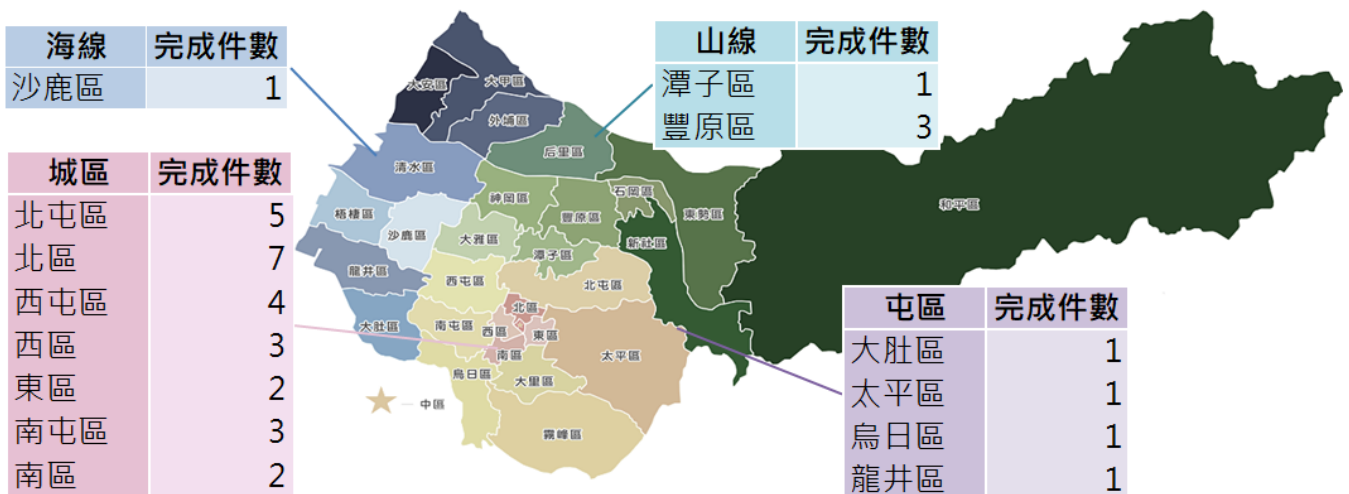 海線 完成件數
沙鹿區 1
山線 完成件數
潭子區 1
豐原區 3
城區 完成件數
北屯區 5
北區 7
西屯區 4
西區 3
東區 2
南屯區 3
南區 2
屯區 完成件數
大肚區 1
太平區 1
烏日區 1
龍井區 1
大安區
大甲區
外埔區
后里區
清水區
神岡區
石岡區
東勢區
和平區
梧棲區
沙鹿區
豐原區
大雅區
潭子區
新社區
龍井區
西屯區
北屯區
北區
大肚區
南屯區
西區
東區
南區
太平區
烏日區
大里區
中區
霧峰區